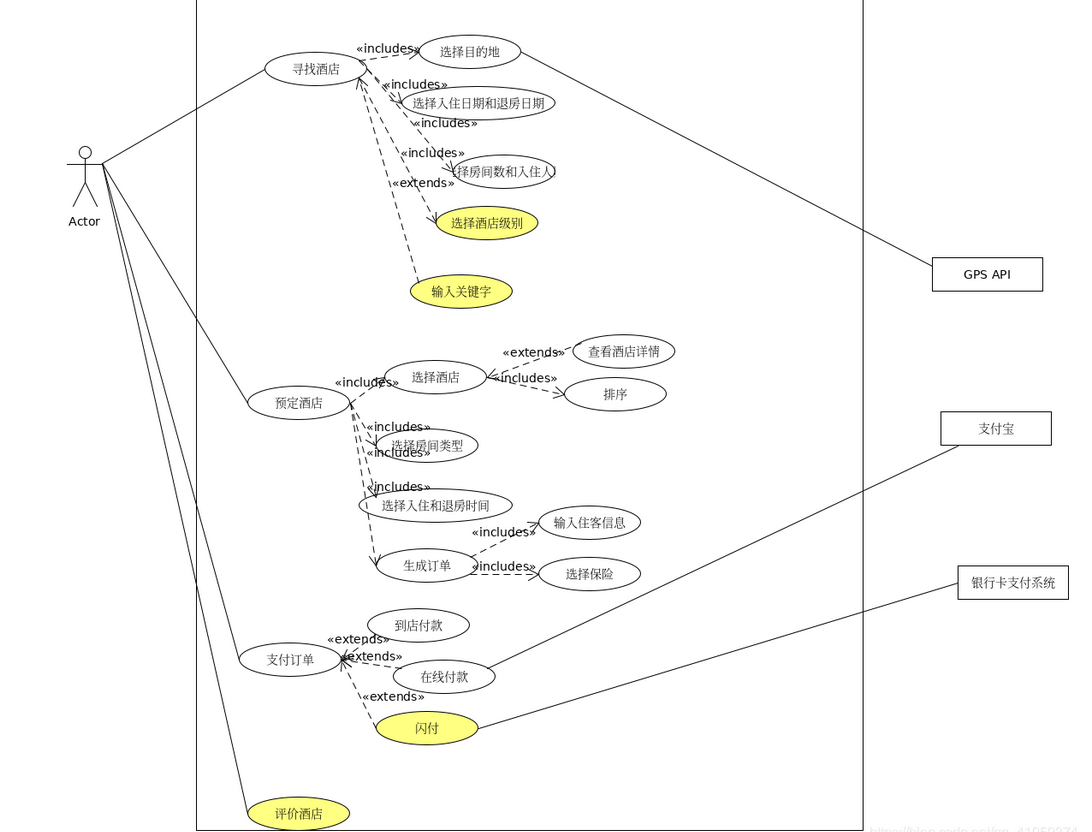 «includes»
选择目的地
寻找酒店
«includes»
选择入住日期和退房日期
«includes»
«includes»
择房间数和入住人
«extends»
Actor
选择酒店级别
GPS API
输入关键字
«extends»
查看酒店详情
选择酒店
«includes»
«includes»
排序
预定酒店
«includes»
支付宝
选择房间类型
«includes»
«includes»
选择入住和退房时间
输入住客信息
«includes»
生成订单
«includes»
选择保险
银行卡支付系统
到店付款
«extends»
«extends»
支付订单
在线付款
«extends»
闪付
评价酒店